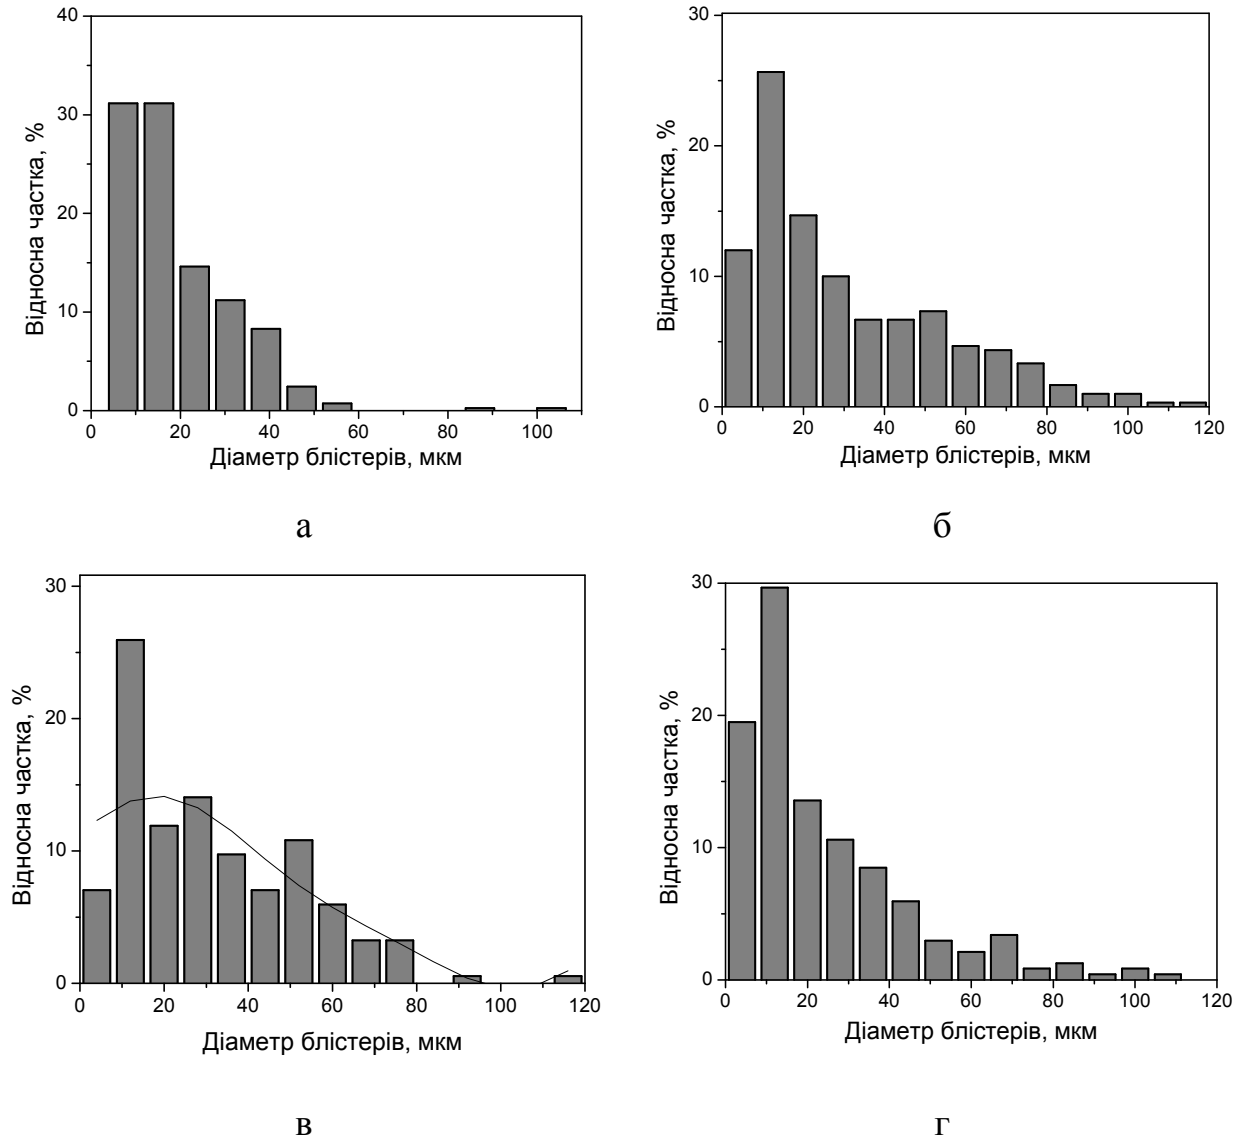 40
30
20
10
0
0 20 40 60 80 100
Відносна частка, %
Діаметр блістерів, мкм
а
30
20
10
0
0 20 40 60 80 100 120
Відносна частка, %
Діаметр блістерів, мкм
б
30
20
10
0
0 20 40 60 80 100 120
Відносна частка, %
Діаметр блістерів, мкм
в
30
20
10
0
0 20 40 60 80 100 120
Відносна частка, %
Діаметр блістерів, мкм
г